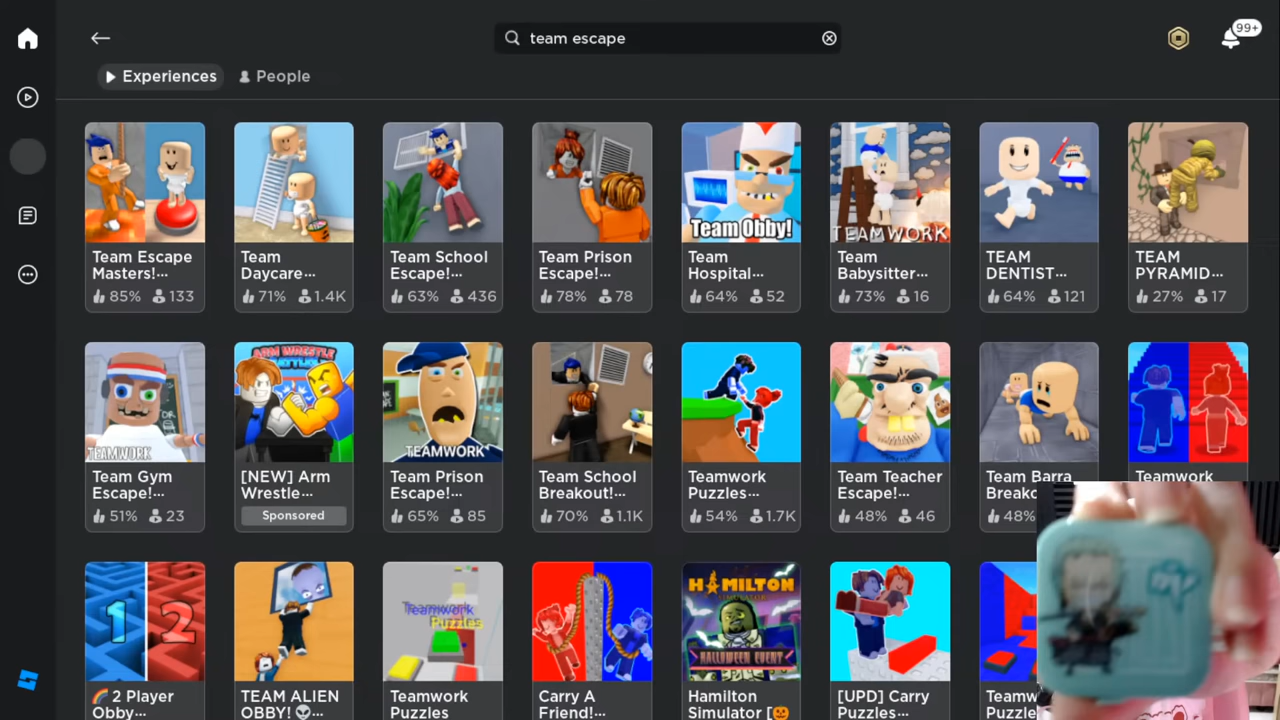 team escape
99+
Experiences
People
Team Obby!
TEAMWORK
Team Escape
Masters!...
85% 133
Team
Daycare...
71% 1.4K
Team School
Escape!...
63% 436
Team Prison
Escape!...
78% 78
Team
Hospital...
64% 52
Team
Babysitter...
73% 16
TEAM
DENTIST...
64% 121
TEAM
PYRAMID...
27% 17
TEAMWORK
ARM WRESTLE
TEAMWORK
Team Gym
Escape!...
51% 23
[NEW] Arm
Wrestle...
Sponsored
Team Prison
Escape!...
65% 85
Team School
Breakout!...
70% 1.1K
Teamwork
Puzzles...
54% 1.7K
Team Teacher
Escape!...
48% 46
Team Barra
48%
Teamwork
1 2
Teamwork
Puzzles
HAMILTON
HALLOWEEN EVENT
🌈 2 Player
Obby...
TEAM ALIEN
OBBY! 👽...
Teamwork
Puzzles
Carry A
Friend!...
Hamilton
Simulator [🎃
[UPD] Carry
Puzzles...